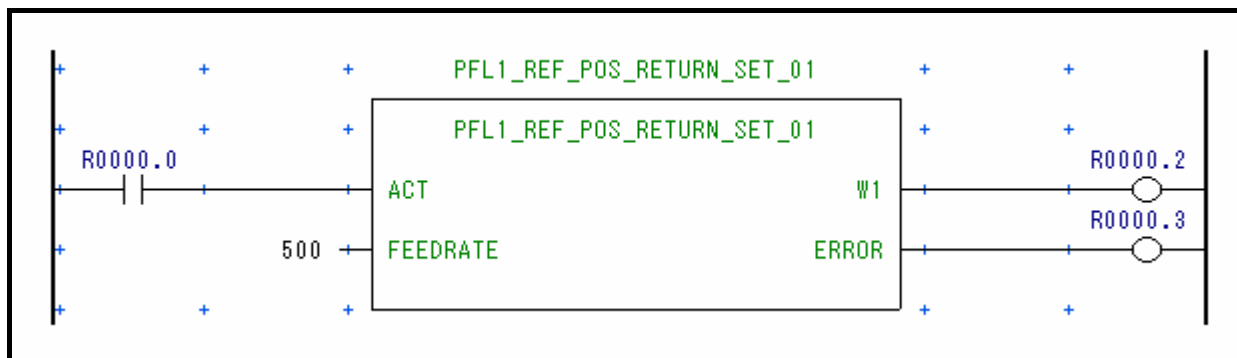 PFL1_REF_POS_RETURN_SET_01
PFL1_REF_POS_RETURN_SET_01
R0000.0 R0000.2
ACT W1
R0000.3
500 FEEDRATE ERROR